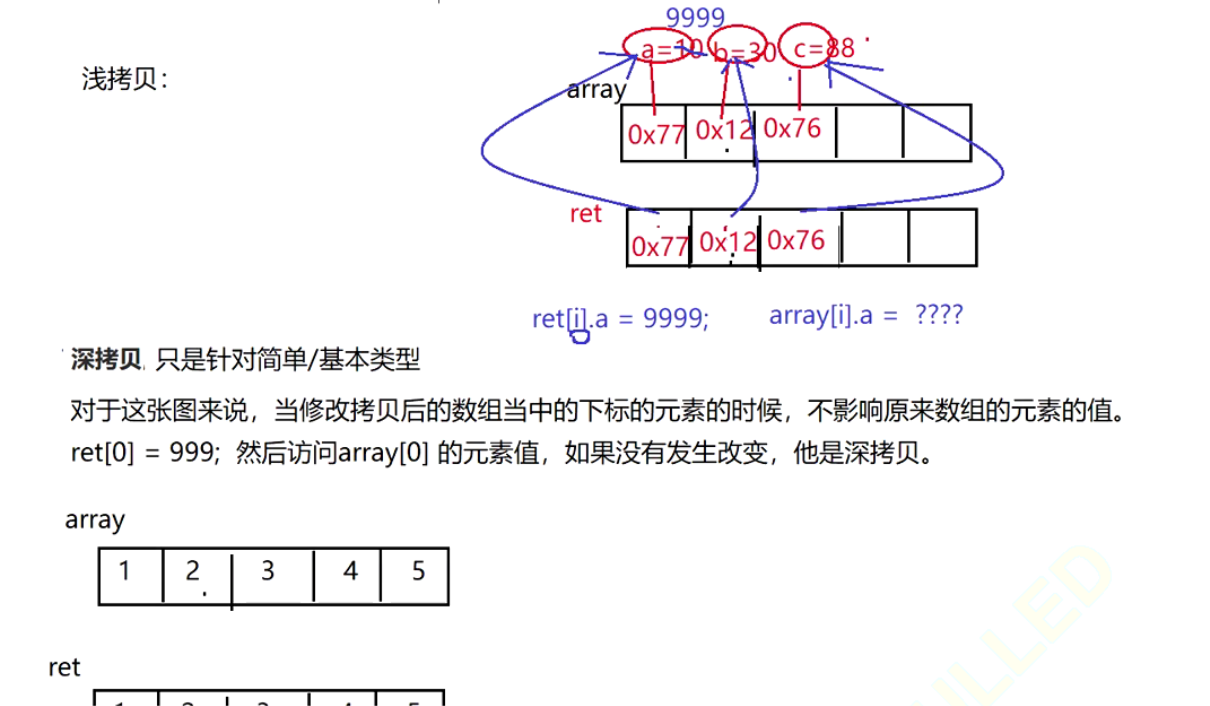 9999
a=10 b=30 c=88
浅拷贝：
array
0x77 0x12 0x76
ret
0x77 0x12 0x76
ret[i].a = 9999; array[i].a = ????
深拷贝 只是针对简单/基本类型
对于这张图来说，当修改拷贝后的数组当中的下标的元素的时候，不影响原来数组的元素的值。
ret[0] = 999; 然后访问array[0] 的元素值，如果没有发生改变，他是深拷贝。
array
1 2 3 4 5
ret